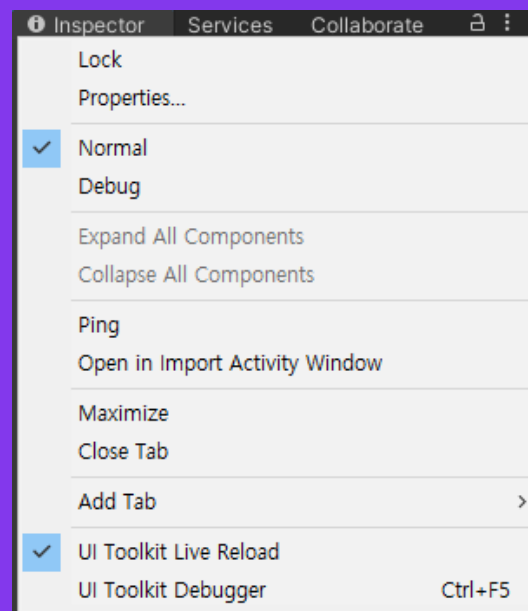 Inspector Services Collaborate
Lock
Properties...
Normal
Debug
Expand All Components
Collapse All Components
Ping
Open in Import Activity Window
Maximize
Close Tab
Add Tab
UI Toolkit Live Reload
UI Toolkit Debugger Ctrl+F5